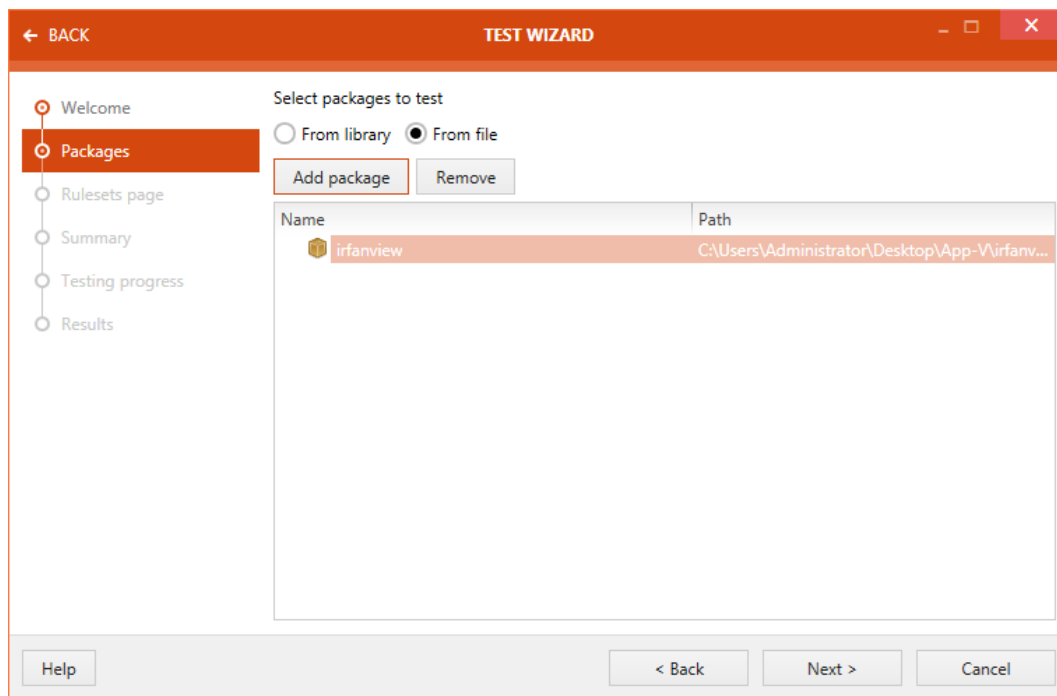 BACK
TEST WIZARD
Welcome
Packages
Rulesets page
Summary
Testing progress
Results
Select packages to test
From library From file
Add package Remove
Name Path
irfanview C:\Users\Administrator\Desktop\App-V\irfanv...
Help < Back Next > Cancel